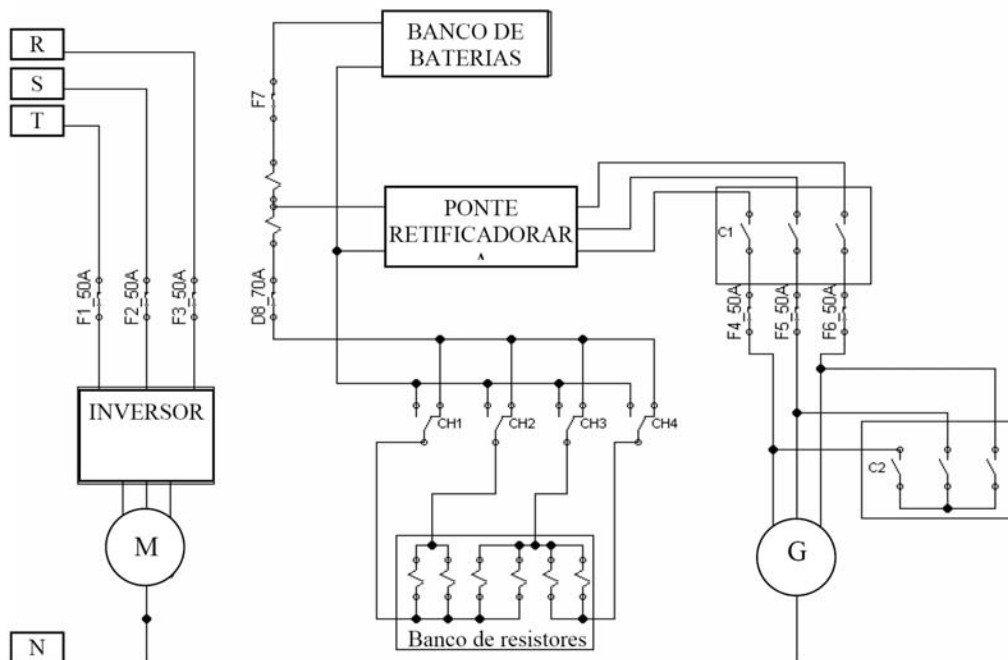 R
S
T
BANCO DE
BATERIAS
F7
PONTE
RETIFICADORAR
C1
F1_50A
F2_50A
F3_50A
D8_70A
F4_50A
F5_50A
F6_50A
INVERSOR
CH1
CH2
CH3
CH4
C2
M
G
Banco de resistores
N